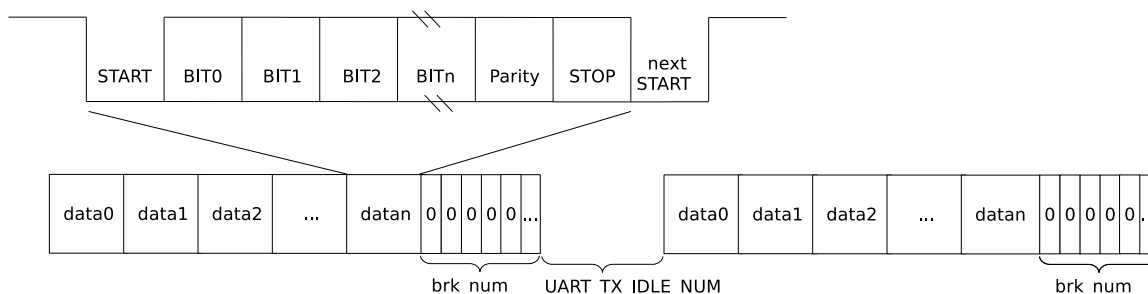 START BIT0 BIT1 BIT2 BITn Parity STOP next START
data0 data1 data2 ... datan 0 0 0 0 0 ... data0 data1 data2 ... datan 0 0 0 0 0 ..
brk num UART TX IDLE NUM brk num